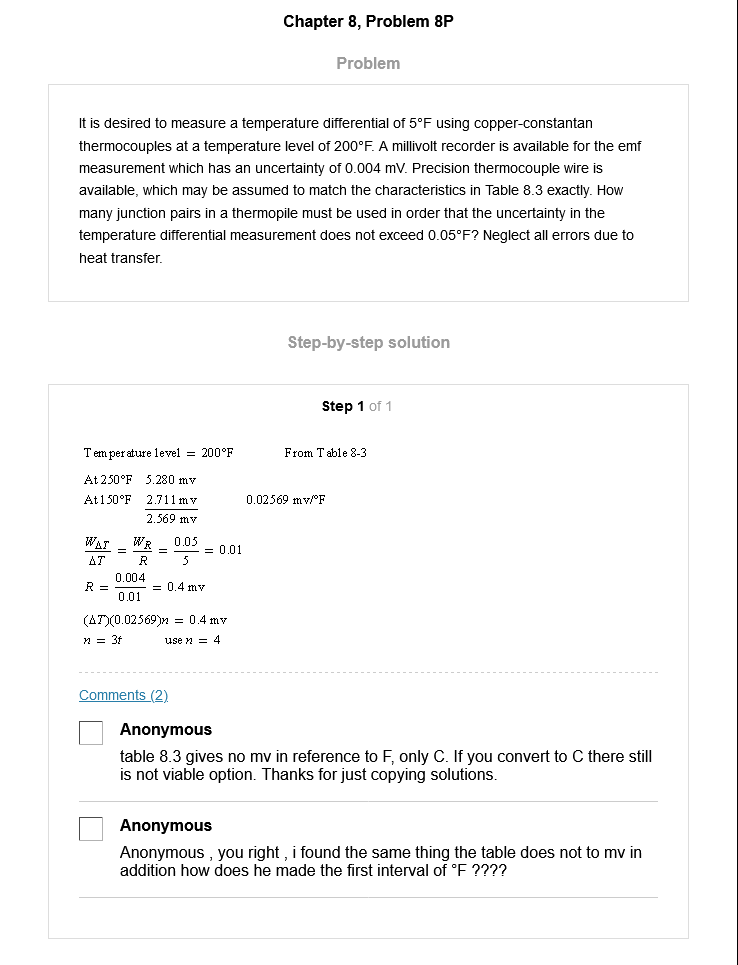 Chapter 8, Problem 8P
Problem
It is desired to measure a temperature differential of 5°F using copper-constantan
thermocouples at a temperature level of 200°F. A millivolt recorder is available for the emf
measurement which has an uncertainty of 0.004 mV. Precision thermocouple wire is
available, which may be assumed to match the characteristics in Table 8.3 exactly. How
many junction pairs in a thermopile must be used in order that the uncertainty in the
temperature differential measurement does not exceed 0.05°F? Neglect all errors due to
heat transfer.
Step-by-step solution
Step 1 of 1
Temperature level = 200°F From Table 8-3
At 250°F 5.280 mv
At 150°F 2.711 mv 0.02569 mv/°F
2.569 mv
W_ΔT/ΔT = W_R/R = 0.05/5 = 0.01
R = 0.004/0.01 = 0.4 mv
(ΔT)(0.02569)n = 0.4 mv
n = 3t use n = 4
Comments (2)
Anonymous
table 8.3 gives no mv in reference to F, only C. If you convert to C there still
is not viable option. Thanks for just copying solutions.
Anonymous
Anonymous , you right , i found the same thing the table does not to mv in
addition how does he made the first interval of °F ????